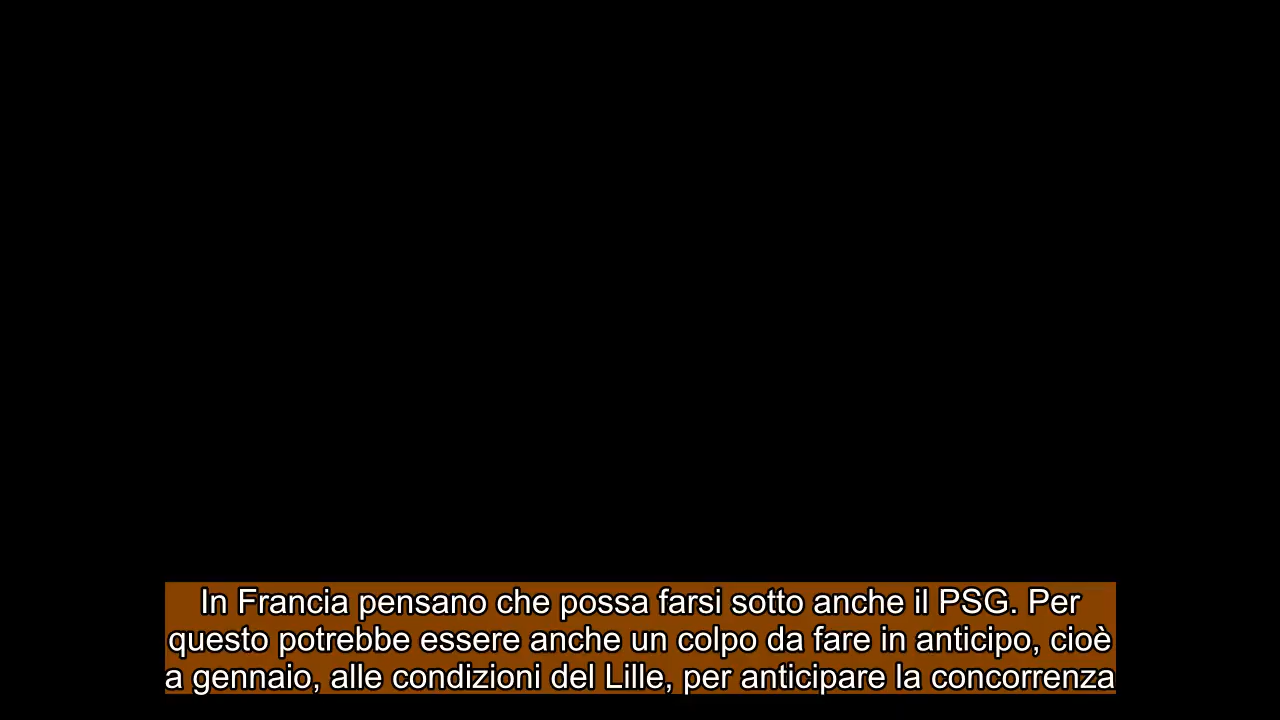 In Francia pensano che possa farsi sotto anche il PSG. Per
questo potrebbe essere anche un colpo da fare in anticipo, cioè
a gennaio, alle condizioni del Lille, per anticipare la concorrenza